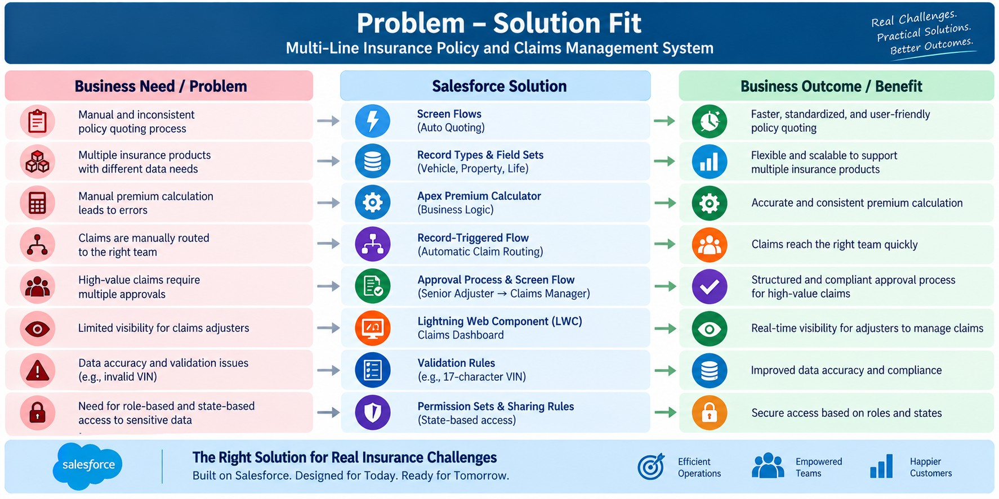 Problem – Solution Fit
Multi-Line Insurance Policy and Claims Management System
Real Challenges.
Practical Solutions.
Better Outcomes.
Business Need / Problem
Salesforce Solution
Business Outcome / Benefit
Manual and inconsistent
policy quoting process
Screen Flows
(Auto Quoting)
Faster, standardized, and user-friendly
policy quoting
Multiple insurance products
with different data needs
Record Types & Field Sets
(Vehicle, Property, Life)
Flexible and scalable to support
multiple insurance products
Manual premium calculation
leads to errors
Apex Premium Calculator
(Business Logic)
Accurate and consistent premium calculation
Claims are manually routed
to the right team
Record-Triggered Flow
(Automatic Claim Routing)
Claims reach the right team quickly
High-value claims require
multiple approvals
Approval Process & Screen Flow
(Senior Adjuster → Claims Manager)
Structured and compliant approval process
for high-value claims
Limited visibility for claims adjusters
Lightning Web Component (LWC)
Claims Dashboard
Real-time visibility for adjusters to manage claims
Data accuracy and validation issues
(e.g., invalid VIN)
Validation Rules
(e.g., 17-character VIN)
Improved data accuracy and compliance
Need for role-based and state-based
access to sensitive data
Permission Sets & Sharing Rules
(State-based access)
Secure access based on roles and states
salesforce
The Right Solution for Real Insurance Challenges
Built on Salesforce. Designed for Today. Ready for Tomorrow.
Efficient
Operations
Empowered
Teams
Happier
Customers